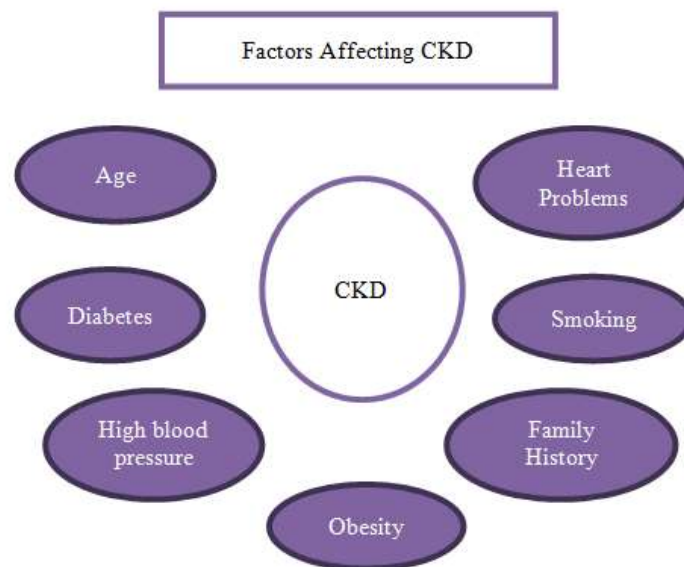 Factors Affecting CKD
Age
Heart
Problems
CKD
Diabetes
Smoking
High blood
pressure
Family
History
Obesity